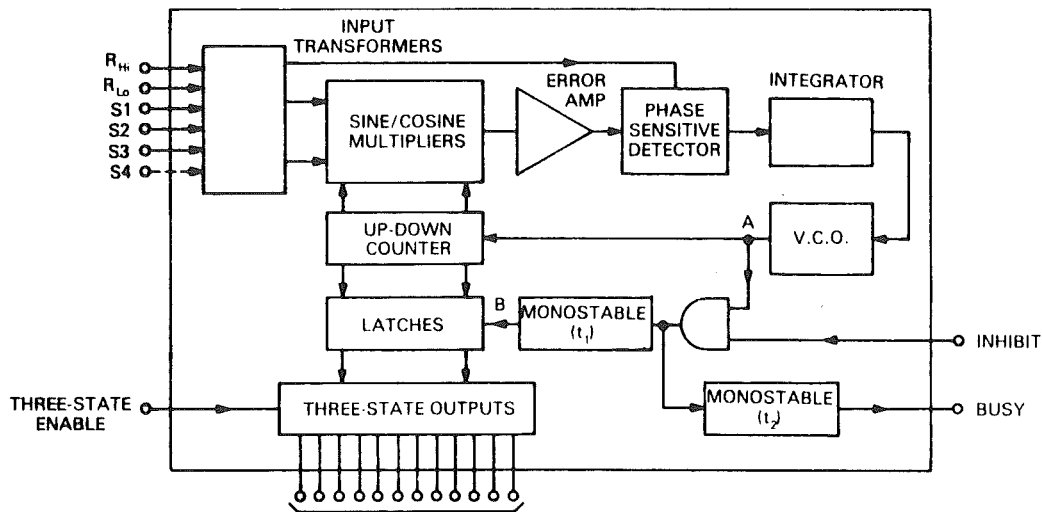 INPUT
TRANSFORMERS
R_Hi
R_Lo
S1
S2
S3
S4
SINE/COSINE
MULTIPLIERS
ERROR
AMP
PHASE
SENSITIVE
DETECTOR
INTEGRATOR
UP-DOWN
COUNTER
A
V.C.O.
LATCHES
B
MONOSTABLE
(t₁)
INHIBIT
THREE-STATE
ENABLE
THREE-STATE OUTPUTS
MONOSTABLE
(t₂)
BUSY